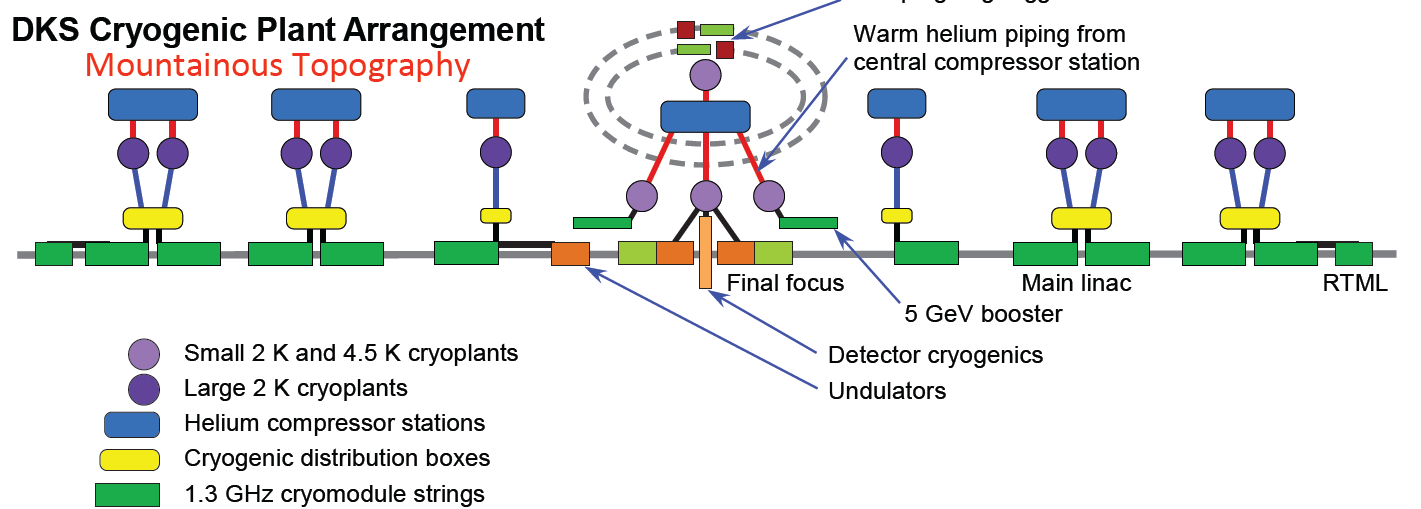 DKS Cryogenic Plant Arrangement
Mountainous Topography
Warm helium piping from
central compressor station
Final focus
Main linac
RTML
5 GeV booster
Detector cryogenics
Undulators
Small 2 K and 4.5 K cryoplants
Large 2 K cryoplants
Helium compressor stations
Cryogenic distribution boxes
1.3 GHz cryomodule strings